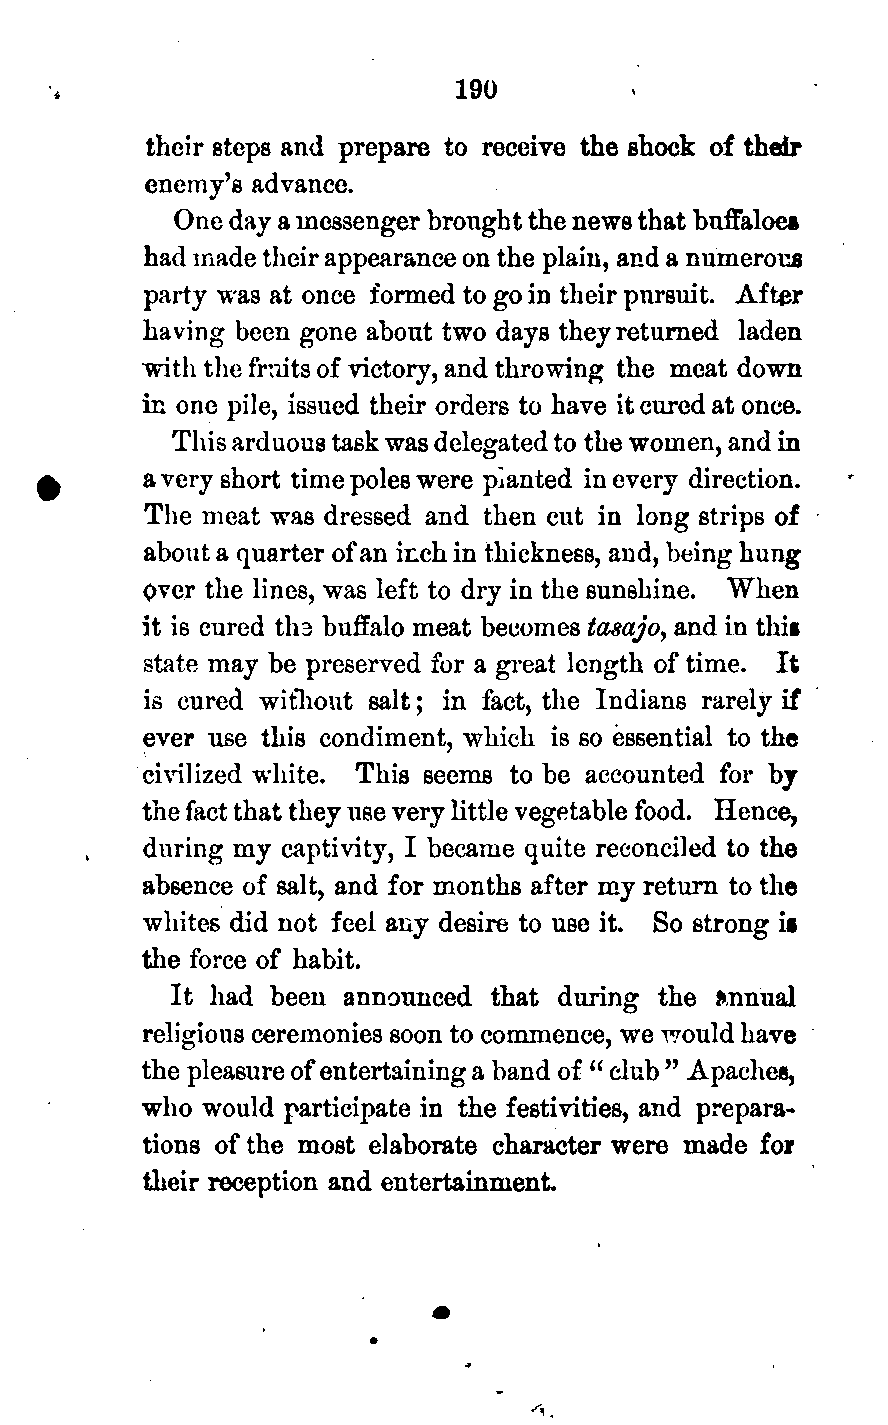 190
their steps and prepare to receive the shock of their
enemy's advance.
One day a messenger brought the news that buffaloes
had made their appearance on the plain, and a numerous
party was at once formed to go in their pursuit. After
having been gone about two days they returned laden
with the fruits of victory, and throwing the meat down
in one pile, issued their orders to have it cured at once.
This arduous task was delegated to the women, and in
a very short time poles were planted in every direction.
The meat was dressed and then cut in long strips of
about a quarter of an inch in thickness, and, being hung
over the lines, was left to dry in the sunshine. When
it is cured the buffalo meat becomes tasajo, and in this
state may be preserved for a great length of time. It
is cured without salt; in fact, the Indians rarely if
ever use this condiment, which is so essential to the
civilized white. This seems to be accounted for by
the fact that they use very little vegetable food. Hence,
during my captivity, I became quite reconciled to the
absence of salt, and for months after my return to the
whites did not feel any desire to use it. So strong is
the force of habit.
It had been announced that during the annual
religious ceremonies soon to commence, we would have
the pleasure of entertaining a band of "club" Apaches,
who would participate in the festivities, and prepara-
tions of the most elaborate character were made for
their reception and entertainment.